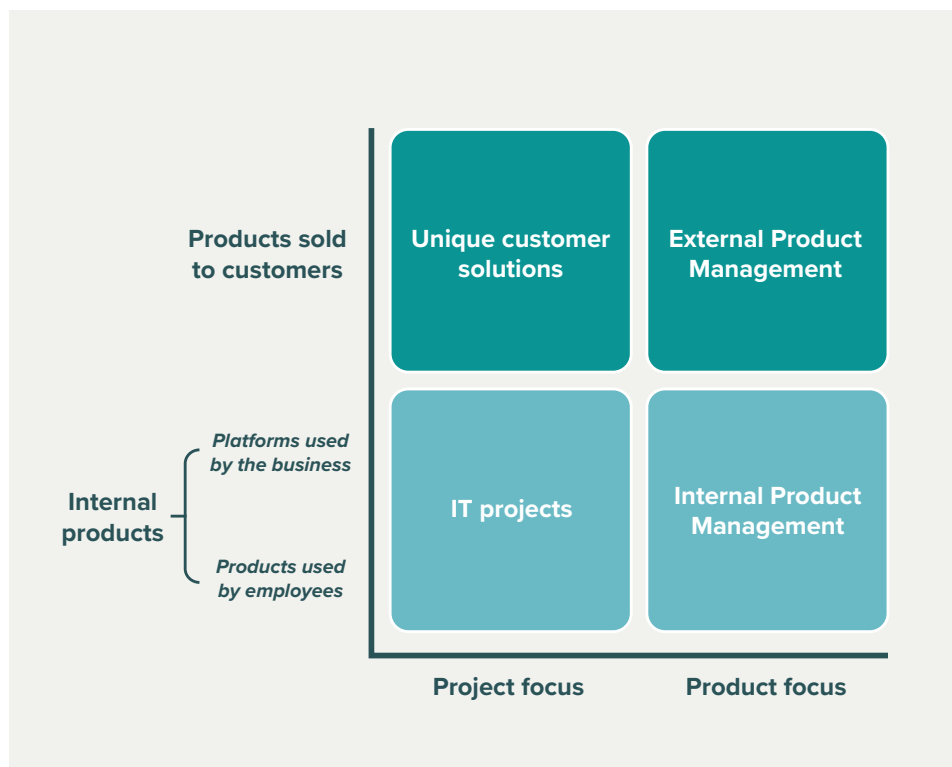 Products sold
to customers
Unique customer
solutions
External Product
Management
Platforms used
by the business
Internal
products
Products used
by employees
IT projects
Internal Product
Management
Project focus
Product focus